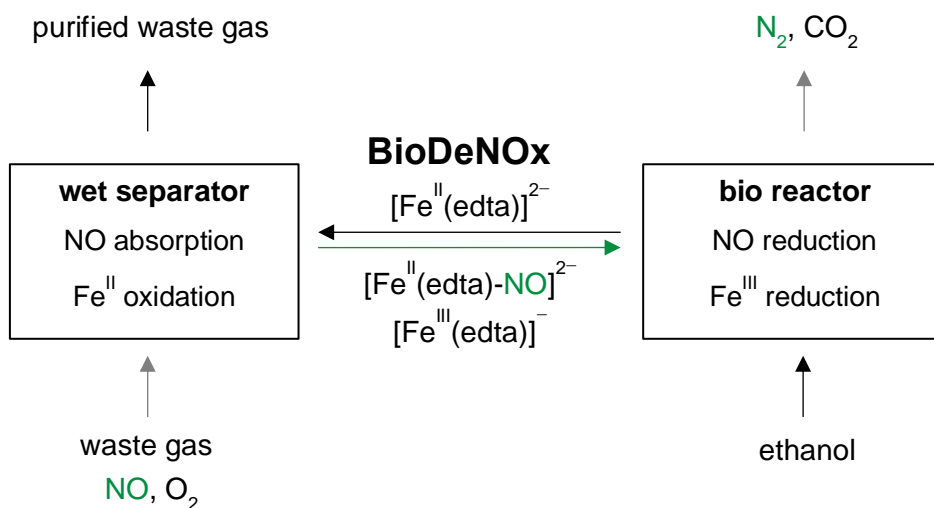 purified waste gas
N₂, CO₂
BioDeNOx
wet separator
NO absorption
Feᴵᴵ oxidation
[Feᴵᴵ(edta)]²⁻
[Feᴵᴵ(edta)-NO]²⁻
[Feᴵᴵᴵ(edta)]⁻
bio reactor
NO reduction
Feᴵᴵᴵ reduction
waste gas
NO, O₂
ethanol